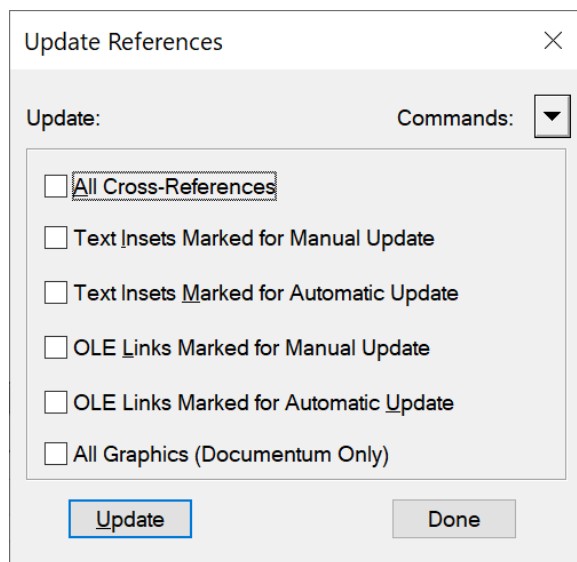 Update References
Update:
Commands:
All Cross-References
Text Insets Marked for Manual Update
Text Insets Marked for Automatic Update
OLE Links Marked for Manual Update
OLE Links Marked for Automatic Update
All Graphics (Documentum Only)
Update
Done